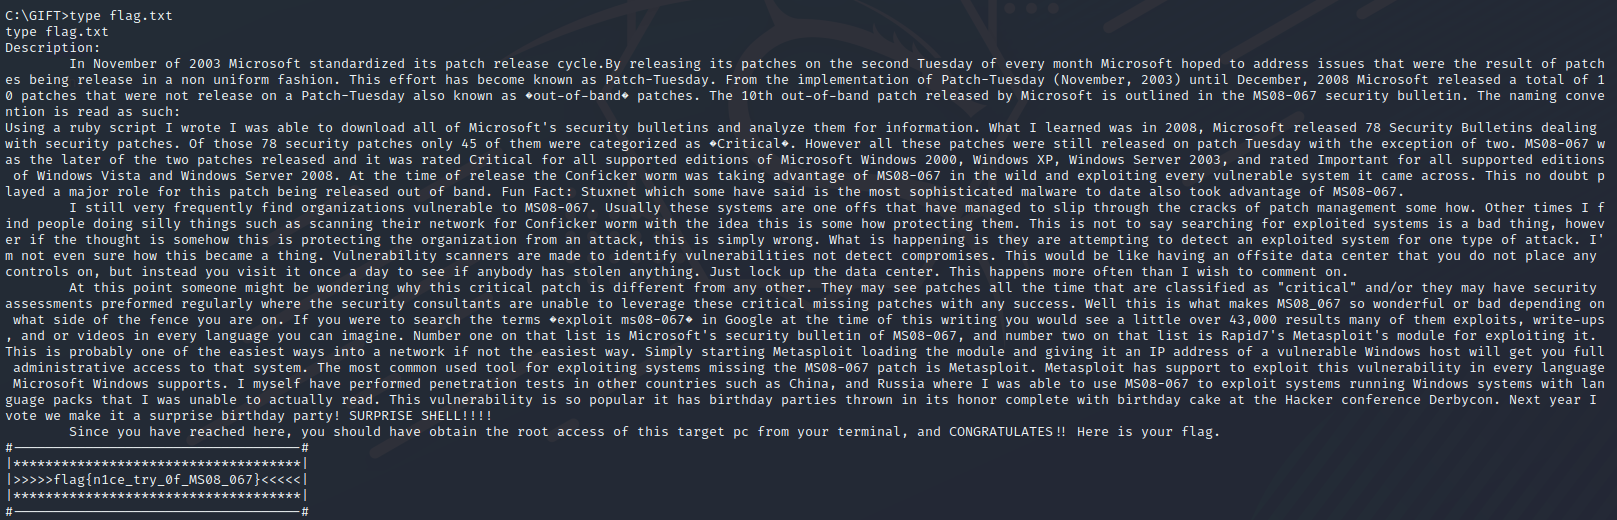 C:\GIFT>type flag.txt
type flag.txt
Description:
        In November of 2003 Microsoft standardized its patch release cycle.By releasing its patches on the second Tuesday of every month Microsoft hoped to address issues that were the result of patch
es being release in a non uniform fashion. This effort has become known as Patch-Tuesday. From the implementation of Patch-Tuesday (November, 2003) until December, 2008 Microsoft released a total of 1
0 patches that were not release on a Patch-Tuesday also known as �out-of-band� patches. The 10th out-of-band patch released by Microsoft is outlined in the MS08-067 security bulletin. The naming conve
ntion is read as such:
Using a ruby script I wrote I was able to download all of Microsoft's security bulletins and analyze them for information. What I learned was in 2008, Microsoft released 78 Security Bulletins dealing
with security patches. Of those 78 security patches only 45 of them were categorized as �Critical�. However all these patches were still released on patch Tuesday with the exception of two. MS08-067 w
as the later of the two patches released and it was rated Critical for all supported editions of Microsoft Windows 2000, Windows XP, Windows Server 2003, and rated Important for all supported editions
 of Windows Vista and Windows Server 2008. At the time of release the Conficker worm was taking advantage of MS08-067 in the wild and exploiting every vulnerable system it came across. This no doubt p
layed a major role for this patch being released out of band. Fun Fact: Stuxnet which some have said is the most sophisticated malware to date also took advantage of MS08-067.
        I still very frequently find organizations vulnerable to MS08-067. Usually these systems are one offs that have managed to slip through the cracks of patch management some how. Other times I f
ind people doing silly things such as scanning their network for Conficker worm with the idea this is some how protecting them. This is not to say searching for exploited systems is a bad thing, howev
er if the thought is somehow this is protecting the organization from an attack, this is simply wrong. What is happening is they are attempting to detect an exploited system for one type of attack. I'
m not even sure how this became a thing. Vulnerability scanners are made to identify vulnerabilities not detect compromises. This would be like having an offsite data center that you do not place any
controls on, but instead you visit it once a day to see if anybody has stolen anything. Just lock up the data center. This happens more often than I wish to comment on.
        At this point someone might be wondering why this critical patch is different from any other. They may see patches all the time that are classified as "critical" and/or they may have security
assessments preformed regularly where the security consultants are unable to leverage these critical missing patches with any success. Well this is what makes MS08_067 so wonderful or bad depending on
 what side of the fence you are on. If you were to search the terms �exploit ms08-067� in Google at the time of this writing you would see a little over 43,000 results many of them exploits, write-ups
, and or videos in every language you can imagine. Number one on that list is Microsoft's security bulletin of MS08-067, and number two on that list is Rapid7's Metasploit's module for exploiting it.
This is probably one of the easiest ways into a network if not the easiest way. Simply starting Metasploit loading the module and giving it an IP address of a vulnerable Windows host will get you full
 administrative access to that system. The most common used tool for exploiting systems missing the MS08-067 patch is Metasploit. Metasploit has support to exploit this vulnerability in every language
 Microsoft Windows supports. I myself have performed penetration tests in other countries such as China, and Russia where I was able to use MS08-067 to exploit systems running Windows systems with lan
guage packs that I was unable to actually read. This vulnerability is so popular it has birthday parties thrown in its honor complete with birthday cake at the Hacker conference Derbycon. Next year I
vote we make it a surprise birthday party! SURPRISE SHELL!!!!
        Since you have reached here, you should have obtain the root access of this target pc from your terminal, and CONGRATULATES!! Here is your flag.
#------------------------------------#
|************************************|
|>>>>>flag{n1ce_try_0f_MS08_067}<<<<<|
|************************************|
#------------------------------------#